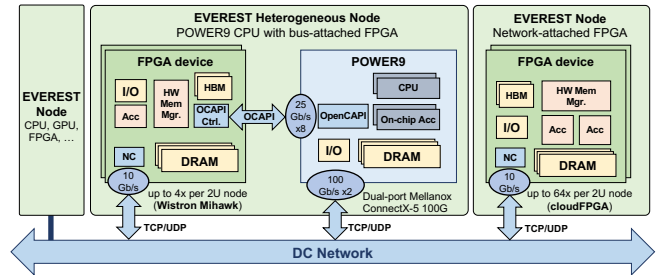 EVEREST
Node
CPU, GPU,
FPGA, ...
EVEREST Heterogeneous Node
POWER9 CPU with bus-attached FPGA
FPGA device
I/O
Acc
HW
Mem
Mgr.
HBM
OCAPI
Ctrl.
NC
DRAM
10
Gb/s
up to 4x per 2U node
(Wistron Mihawk)
OCAPI
25
Gb/s
x8
POWER9
CPU
OpenCAPI
On-chip Acc
I/O
DRAM
100
Gb/s x2
Dual-port Mellanox
ConnectX-5 100G
EVEREST Node
Network-attached FPGA
FPGA device
HBM
HW Mem
Mgr.
I/O
Acc
Acc
NC
DRAM
10
Gb/s
up to 64x per 2U node
(cloudFPGA)
TCP/UDP
TCP/UDP
TCP/UDP
DC Network